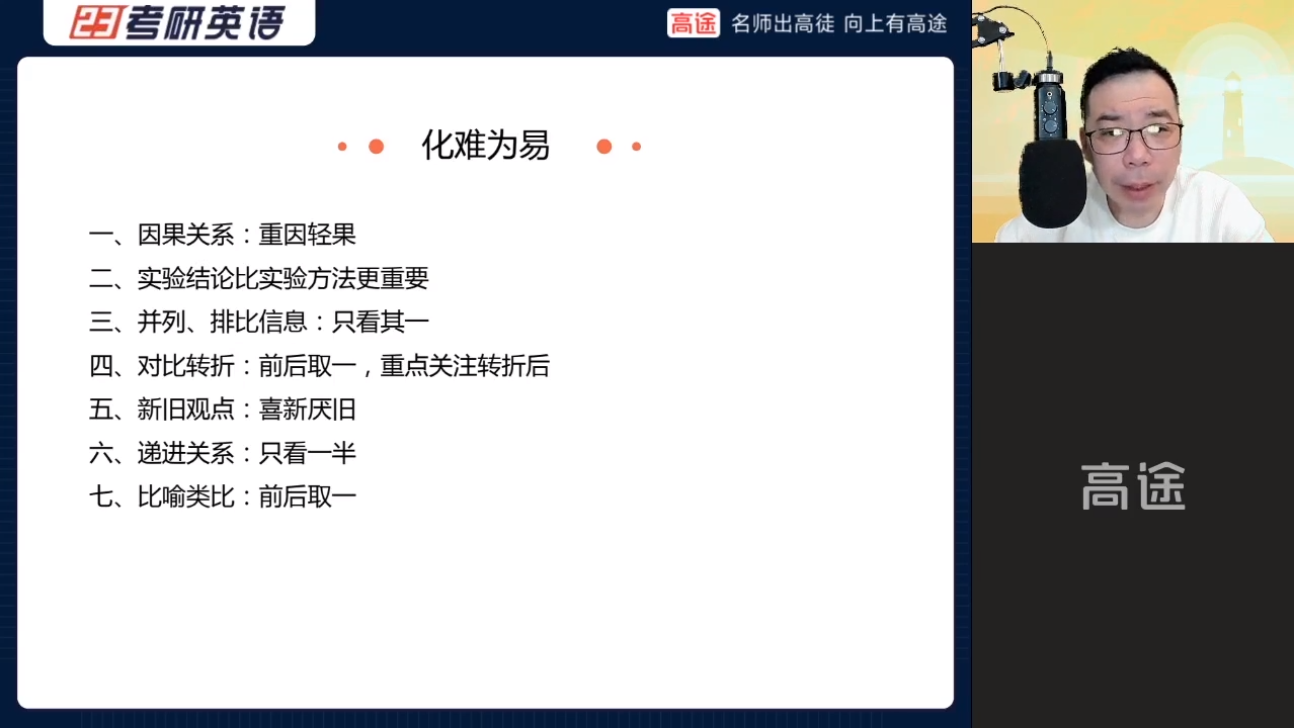 23考研英语
高途 名师出高徒 向上有高途
化难为易
一、因果关系：重因轻果
二、实验结论比实验方法更重要
三、并列、排比信息：只看其一
四、对比转折：前后取一，重点关注转折后
五、新旧观点：喜新厌旧
六、递进关系：只看一半
七、比喻类比：前后取一
高途